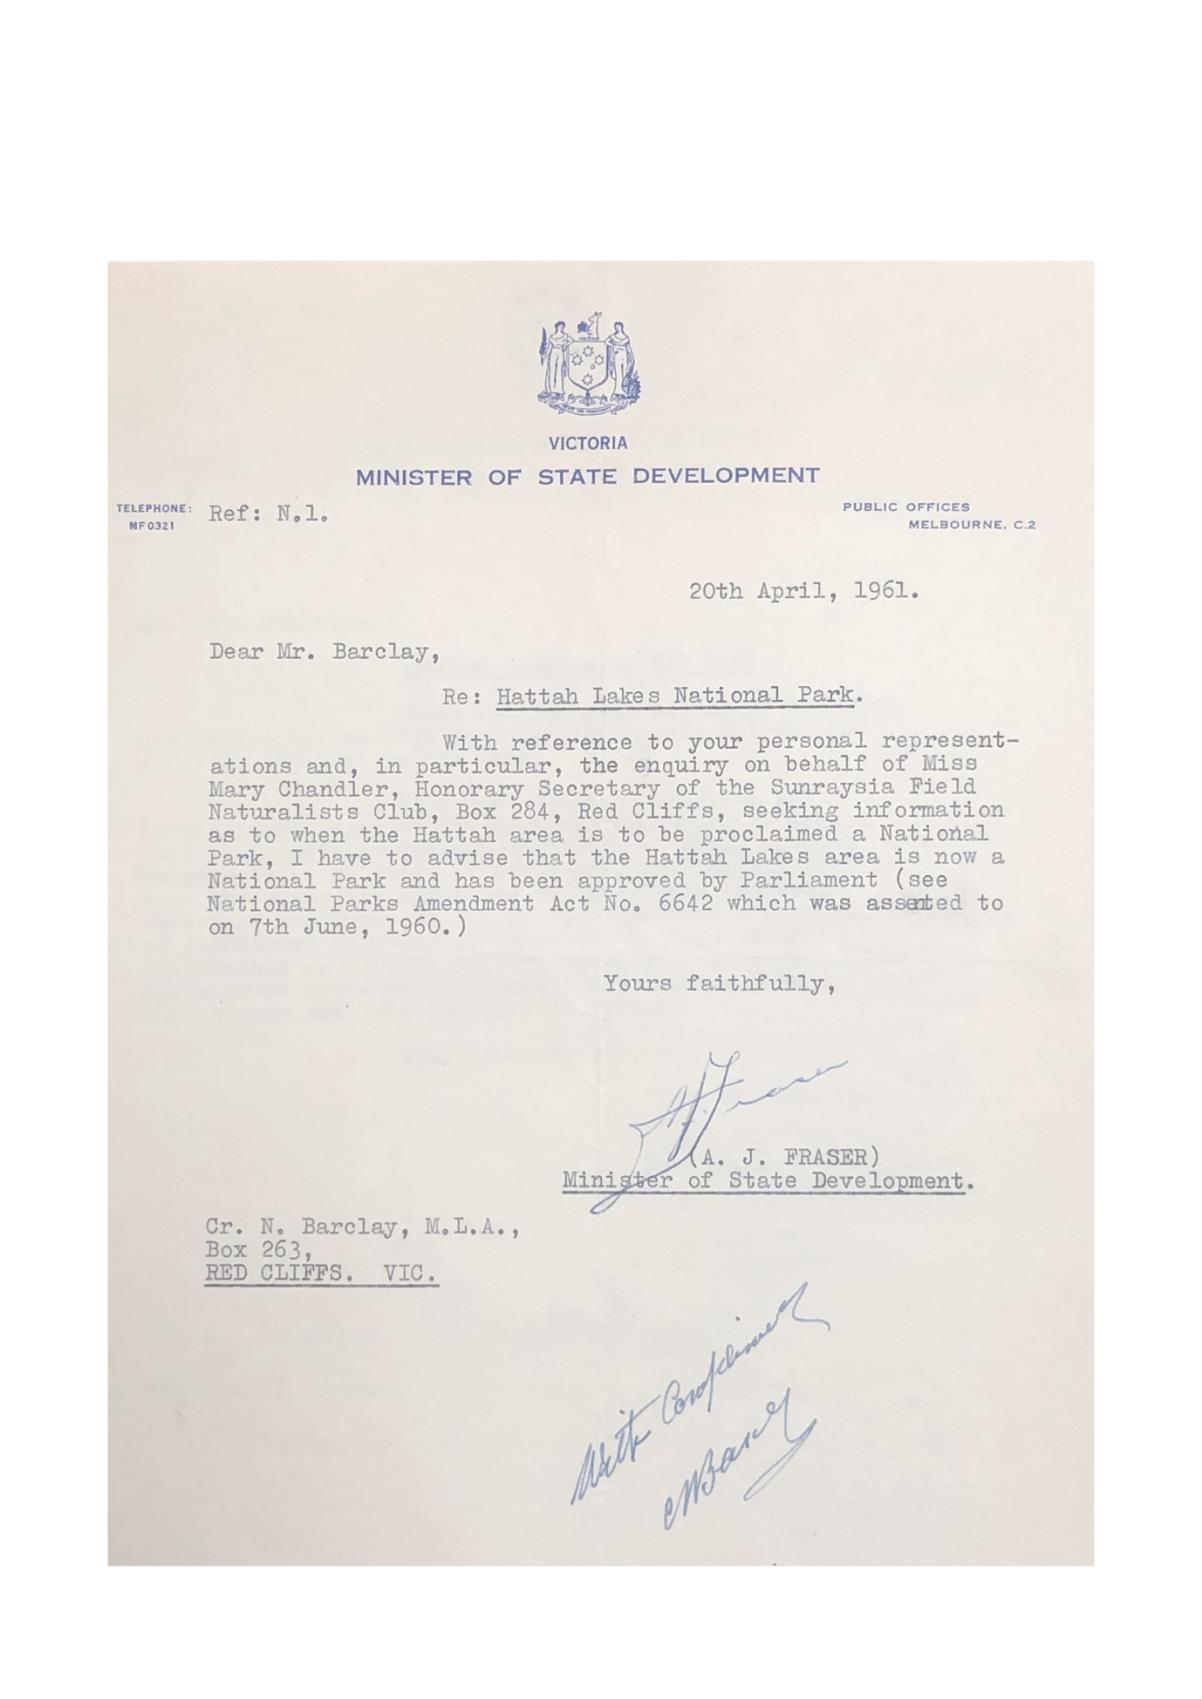 VICTORIA
MINISTER OF STATE DEVELOPMENT
TELEPHONE:
MF0321
Ref: N.1.
PUBLIC OFFICES
MELBOURNE, C.2
20th April, 1961.
Dear Mr. Barclay,
Re: Hattah Lakes National Park.
With reference to your personal represent-
ations and, in particular, the enquiry on behalf of Miss
Mary Chandler, Honorary Secretary of the Sunraysia Field
Naturalists Club, Box 284, Red Cliffs, seeking information
as to when the Hattah area is to be proclaimed a National
Park, I have to advise that the Hattah Lakes area is now a
National Park and has been approved by Parliament (see
National Parks Amendment Act No. 6642 which was assented to
on 7th June, 1960.)
Yours faithfully,
A J Fraser
(A. J. FRASER)
Minister of State Development.
Cr. N. Barclay, M.L.A.,
Box 263,
RED CLIFFS. VIC.
With Compliments
N Barclay